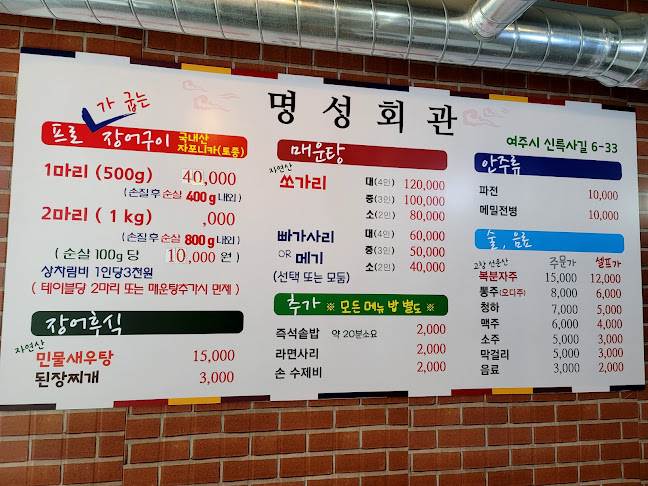 명성회관
여주시 신륵사길 6-33
프로가 굽는 장어구이 국내산 자포니카(토종)
1마리 (500g) 40,000
(손질 후 순살 400g 내외)
2마리 ( 1 kg) ,000
(손질 후 순살 800g 내외)
( 순살 100g 당 10,000 원 )
상차림비 1인당3천원
( 테이블당 2마리 또는 매운탕추가시 면제 )
장어후식
자연산
민물새우탕 15,000
된장찌개 3,000
매운탕
자연산
쏘가리 대(4인) 120,000
중(3인) 100,000
소(2인) 80,000
빠가사리 대(4인) 60,000
OR 메기 중(3인) 50,000
(선택 또는 모둠) 소(2인) 40,000
추가 ※ 모든메뉴 밥 별도 ※
즉석솥밥 약 20분소요 2,000
라면사리 2,000
손 수제비 2,000
안주류
파전 10,000
메밀전병 10,000
술, 음료
고창 선운산 주문가 셀프가
복분자주 15,000 12,000
뽕주(오디주) 8,000 6,000
청하 7,000 5,000
맥주 6,000 4,000
소주 5,000 3,000
막걸리 5,000 3,000
음료 3,000 2,000